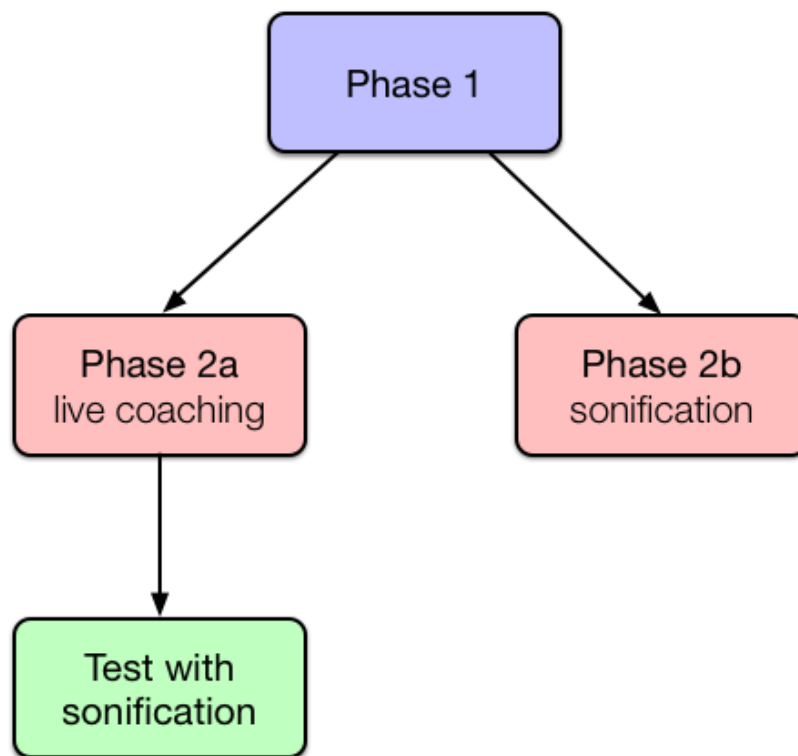 Phase 1
Phase 2a
live coaching
Phase 2b
sonification
Test with
sonification